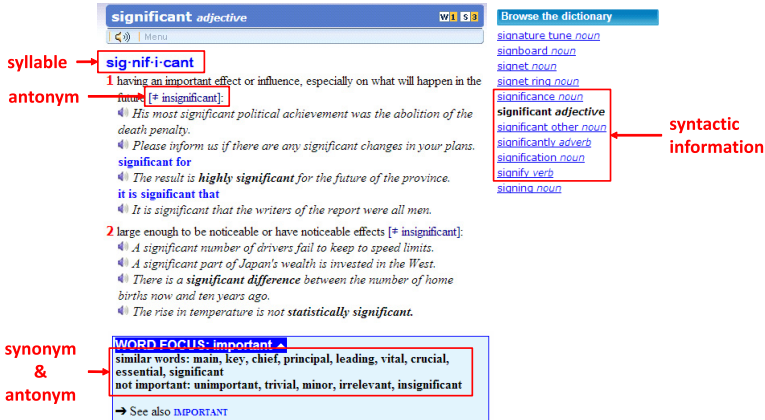 significant adjective W1 S3
Menu
syllable
sig·nif·i·cant
1 having an important effect or influence, especially on what will happen in the
antonym
future [≠ insignificant]:
His most significant political achievement was the abolition of the
death penalty.
Please inform us if there are any significant changes in your plans.
significant for
The result is highly significant for the future of the province.
it is significant that
It is significant that the writers of the report were all men.
2 large enough to be noticeable or have noticeable effects [≠ insignificant]:
A significant number of drivers fail to keep to speed limits.
A significant part of Japan's wealth is invested in the West.
There is a significant difference between the number of home
births now and ten years ago.
The rise in temperature is not statistically significant.
synonym
&
antonym
WORD FOCUS: important
similar words: main, key, chief, principal, leading, vital, crucial,
essential, significant
not important: unimportant, trivial, minor, irrelevant, insignificant
➔ See also IMPORTANT
Browse the dictionary
signature tune noun
signboard noun
signet noun
signet ring noun
significance noun
significant adjective
significant other noun
significantly adverb
signification noun
signify verb
signing noun
syntactic
information